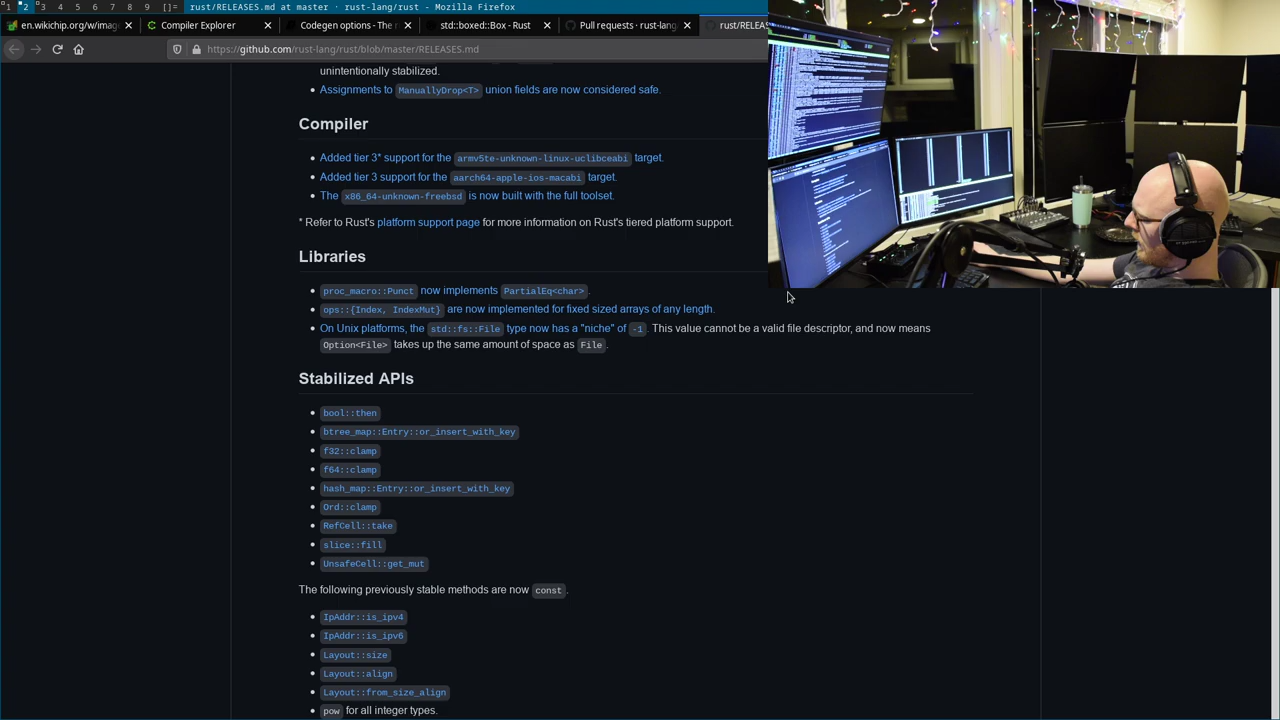 1 2 3 4 5 6 7 8 9 []= rust/RELEASES.md at master · rust-lang/rust - Mozilla Firefox
en.wikichip.org/w/imag
Compiler Explorer
Codegen options - The r
std::boxed::Box - Rust
Pull requests · rust-lang
rust/RELEAS
https://github.com/rust-lang/rust/blob/master/RELEASES.md
unintentionally stabilized
Assignments to ManuallyDrop<T> union fields are now considered safe.
Compiler
Added tier 3* support for the armv5te-unknown-linux-uclibceabi target.
Added tier 3 support for the aarch64-apple-ios-macabi target.
The x86_64-unknown-freebsd is now built with the full toolset.
* Refer to Rust's platform support page for more information on Rust's tiered platform support.
Libraries
proc_macro::Punct now implements PartialEq<char>.
ops::{Index, IndexMut} are now implemented for fixed sized arrays of any length.
On Unix platforms, the std::fs::File type now has a "niche" of -1. This value cannot be a valid file descriptor, and now means
Option<File> takes up the same amount of space as File.
Stabilized APIs
bool::then
btree_map::Entry::or_insert_with_key
f32::clamp
f64::clamp
hash_map::Entry::or_insert_with_key
Ord::clamp
RefCell::take
slice::fill
UnsafeCell::get_mut
The following previously stable methods are now const.
IpAddr::is_ipv4
IpAddr::is_ipv6
Layout::size
Layout::align
Layout::from_size_align
pow for all integer types.